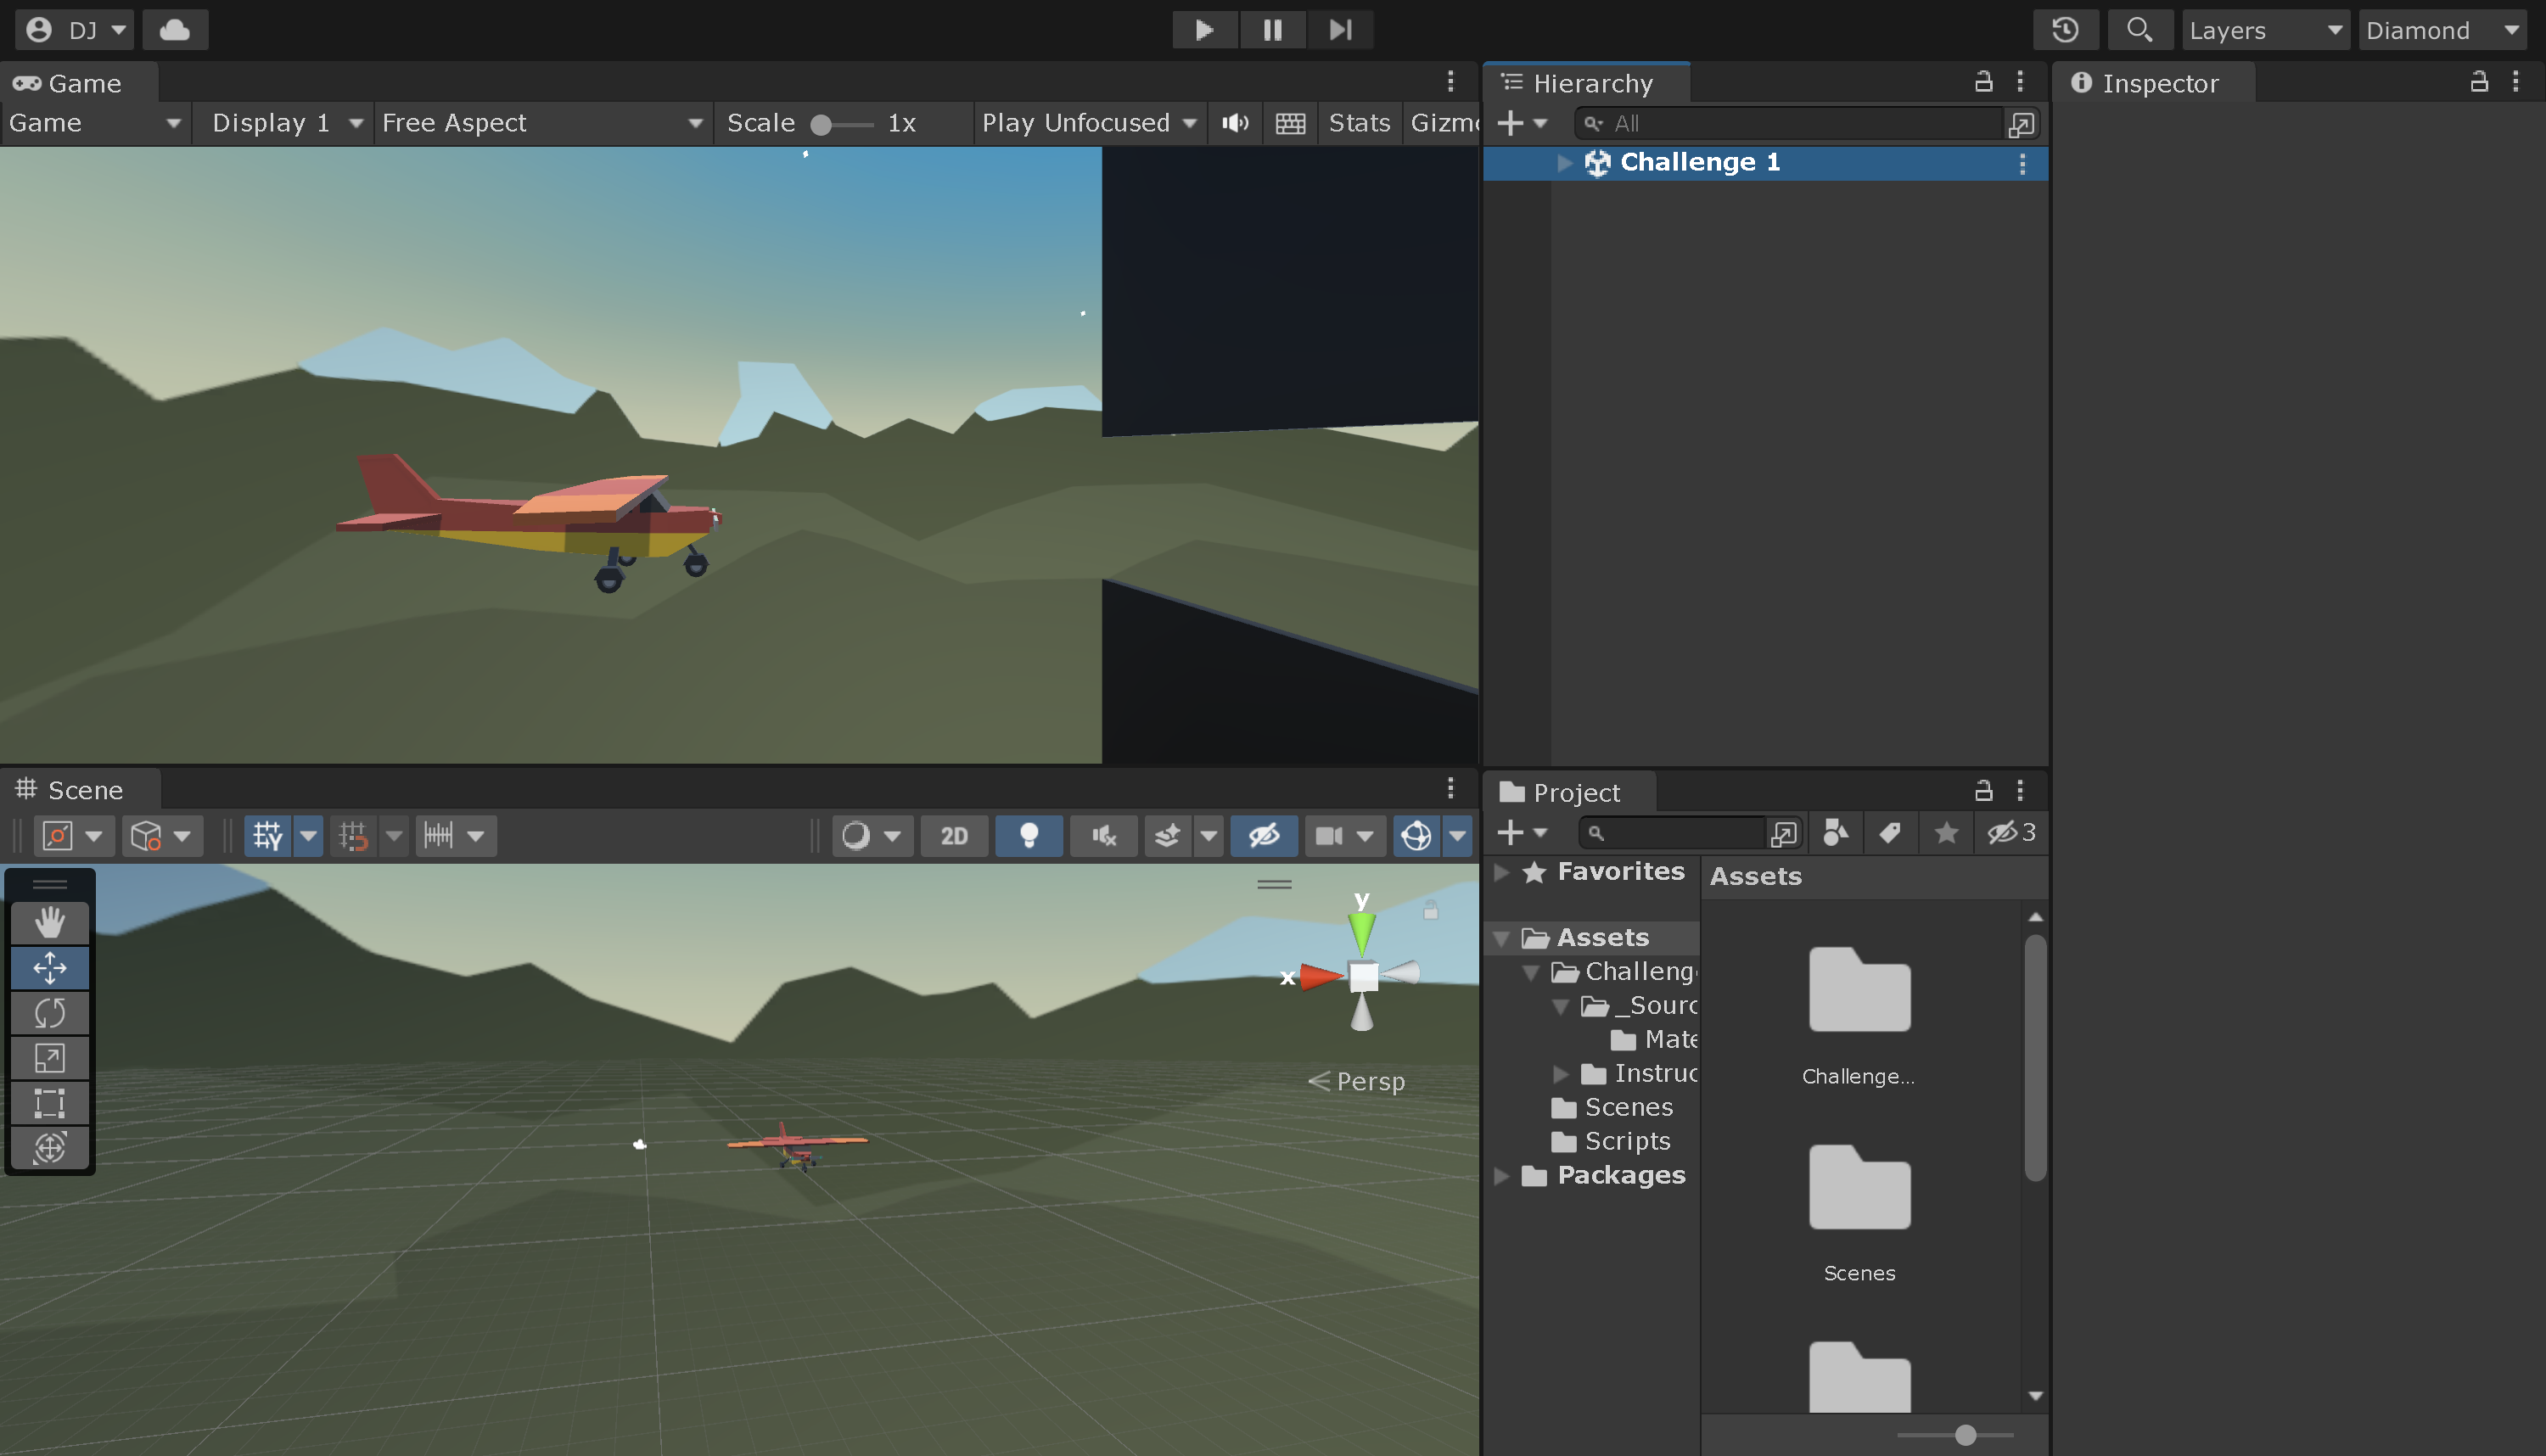 DJ
Layers
Diamond
Game
Hierarchy
Inspector
Game
Display 1
Free Aspect
Scale
1x
Play Unfocused
Stats
Gizmo
All
Challenge 1
Scene
Project
2D
3
Favorites
Assets
Assets
Challeng
_Sourc
Mate
Instruc
Scenes
Scripts
Packages
Challenge...
Scenes
y
x
Persp